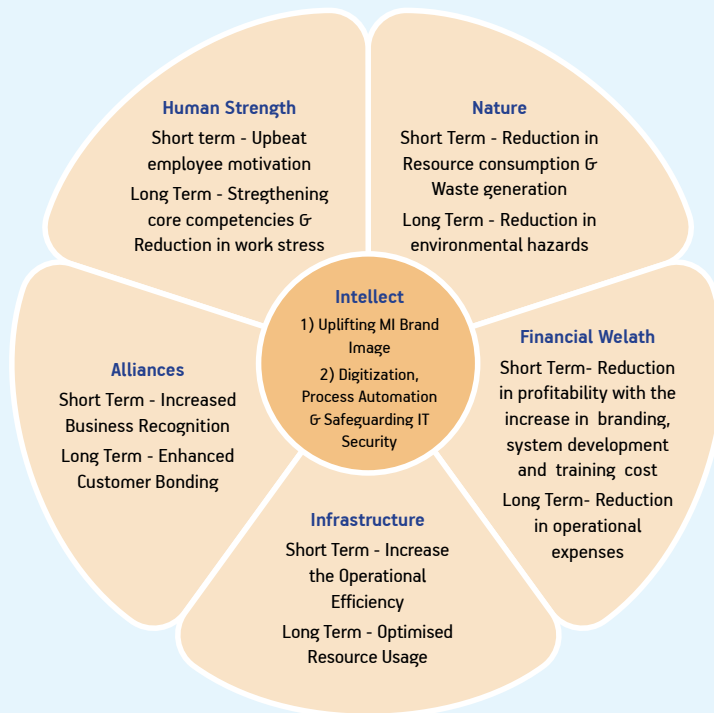 Human Strength
Short term - Upbeat
employee motivation
Long Term - Stregthening
core competencies &
Reduction in work stress
Nature
Short Term - Reduction in
Resource consumption &
Waste generation
Long Term - Reduction in
environmental hazards
Intellect
1) Uplifting MI Brand
Image
2) Digitization,
Process Automation
& Safeguarding IT
Security
Financial Welath
Short Term- Reduction
in profitability with the
increase in branding,
system development
and training cost
Long Term- Reduction
in operational
expenses
Alliances
Short Term - Increased
Business Recognition
Long Term - Enhanced
Customer Bonding
Infrastructure
Short Term - Increase
the Operational
Efficiency
Long Term - Optimised
Resource Usage